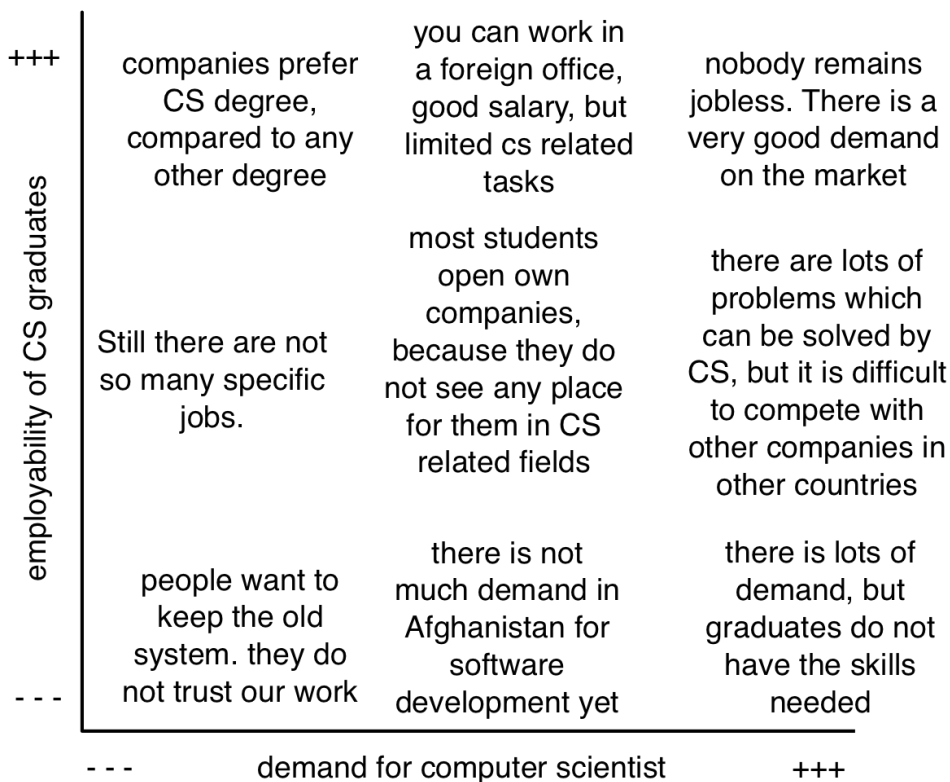 +++
employability of CS graduates
- - -
companies prefer
CS degree,
compared to any
other degree
you can work in
a foreign office,
good salary, but
limited cs related
tasks
nobody remains
jobless. There is a
very good demand
on the market
Still there are not
so many specific
jobs.
most students
open own
companies,
because they do
not see any place
for them in CS
related fields
there are lots of
problems which
can be solved by
CS, but it is difficult
to compete with
other companies in
other countries
people want to
keep the old
system. they do
not trust our work
there is not
much demand in
Afghanistan for
software
development yet
there is lots of
demand, but
graduates do not
have the skills
needed
- - -
demand for computer scientist
+++